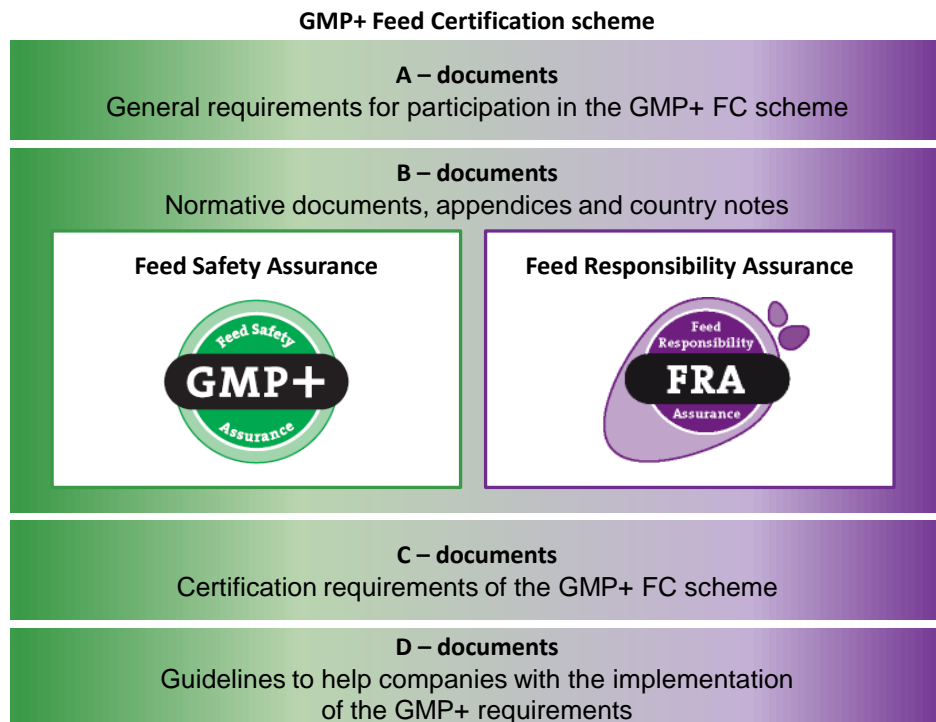 GMP+ Feed Certification scheme
A – documents
General requirements for participation in the GMP+ FC scheme
B – documents
Normative documents, appendices and country notes
Feed Safety Assurance
Feed Safety
GMP+
Assurance
Feed Responsibility Assurance
Feed
Responsibility
FRA
Assurance
C – documents
Certification requirements of the GMP+ FC scheme
D – documents
Guidelines to help companies with the implementation
of the GMP+ requirements